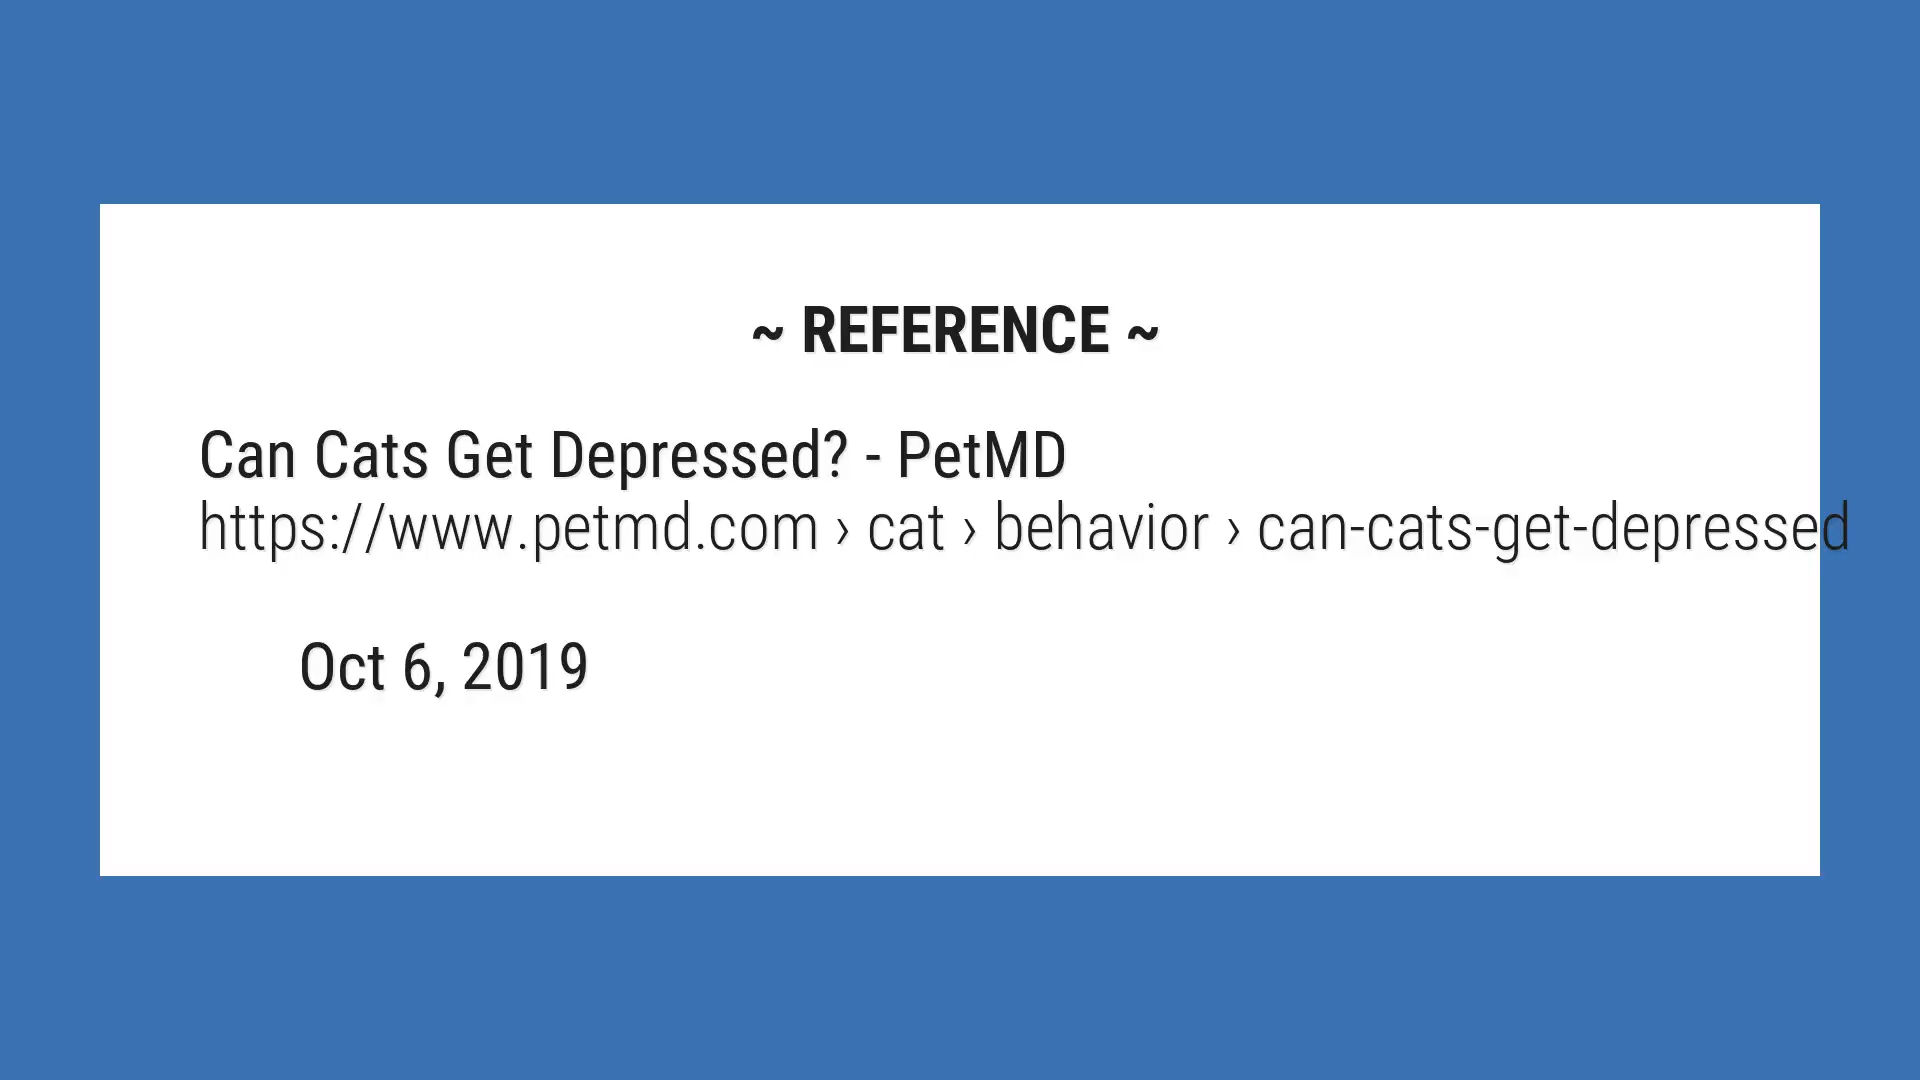 ~ REFERENCE ~
Can Cats Get Depressed? - PetMD
https://www.petmd.com › cat › behavior › can-cats-get-depressed
Oct 6, 2019